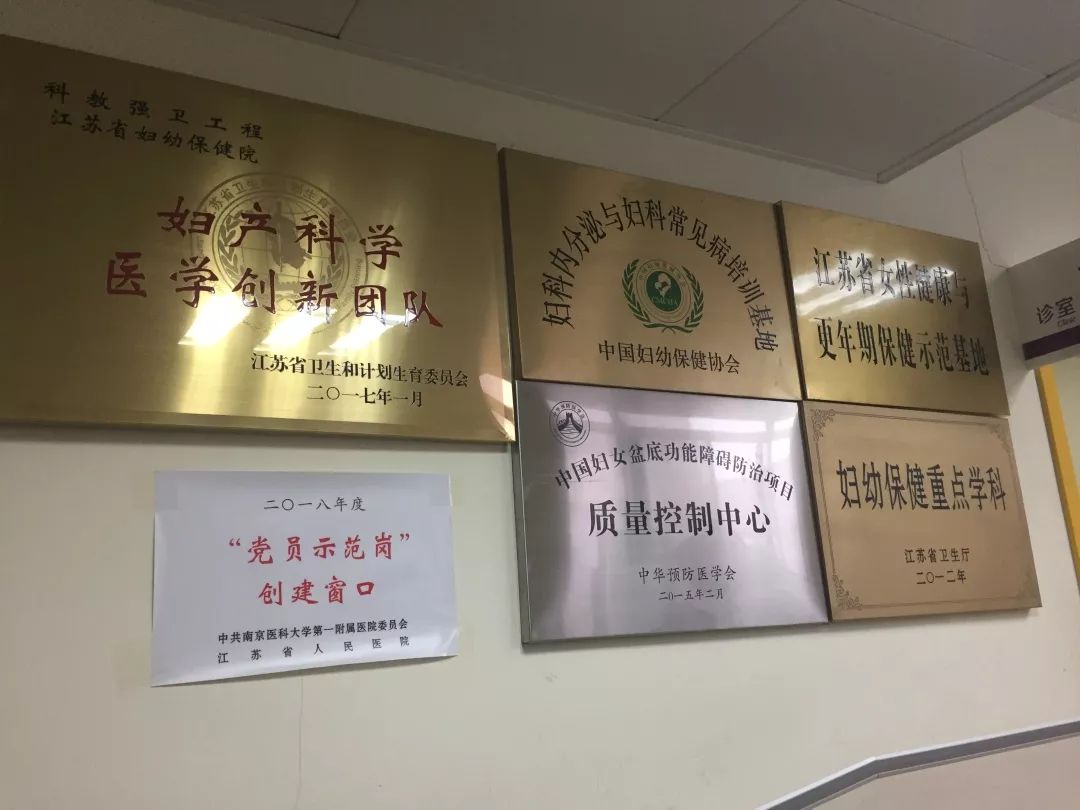 科教强卫工程
江苏省妇幼保健院
妇产科学
医学创新团队
江苏省卫生和计划生育委员会
二〇一七年一月
妇科内分泌与妇科常见病培训基地
中国妇幼保健协会
江苏省女性健康与
更年期保健示范基地
诊室
Clinic
中国妇女盆底功能障碍防治项目
质量控制中心
中华预防医学会
二〇一五年二月
妇幼保健重点学科
江苏省卫生厅
二〇一二年
二〇一八年度
“党员示范岗”
创建窗口
中共南京医科大学第一附属医院委员会
江苏省人民医院